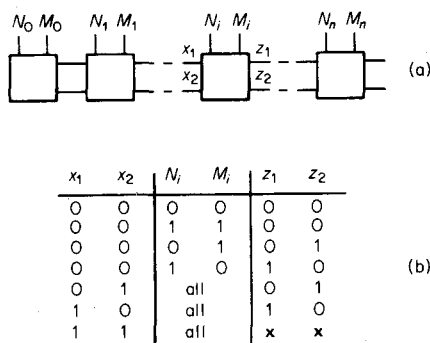 N₀ M₀ N₁ M₁ Nᵢ Mᵢ Nₙ Mₙ
x₁ z₁
x₂ z₂
(a)
x₁ x₂ Nᵢ Mᵢ z₁ z₂
0 0 0 0 0 0
0 0 1 1 0 0
0 0 0 1 0 1
0 0 1 0 1 0
0 1 all 0 1
1 0 all 1 0
1 1 all x x
(b)